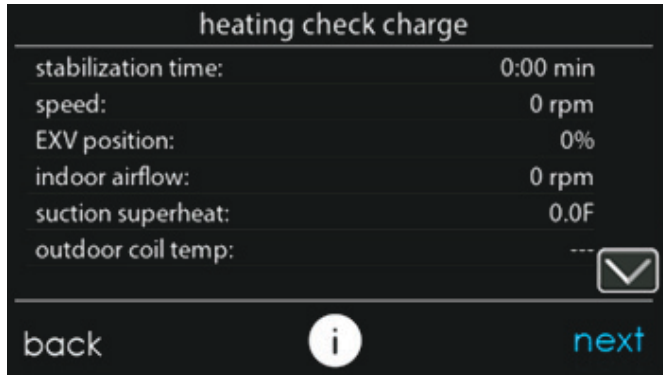 heating check charge
stabilization time: 0:00 min
speed: 0 rpm
EXV position: 0%
indoor airflow: 0 rpm
suction superheat: 0.0F
outdoor coil temp: ---
back i next